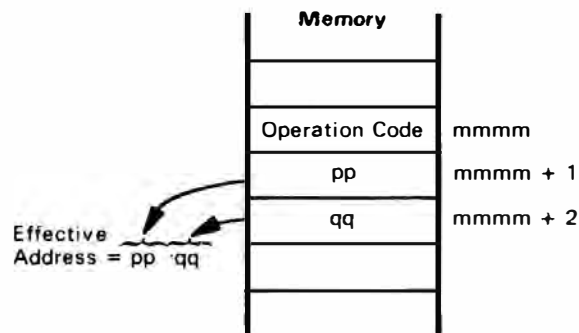 Memory
Operation Code mmmm
pp mmmm + 1
qq mmmm + 2
Effective
Address = pp qq